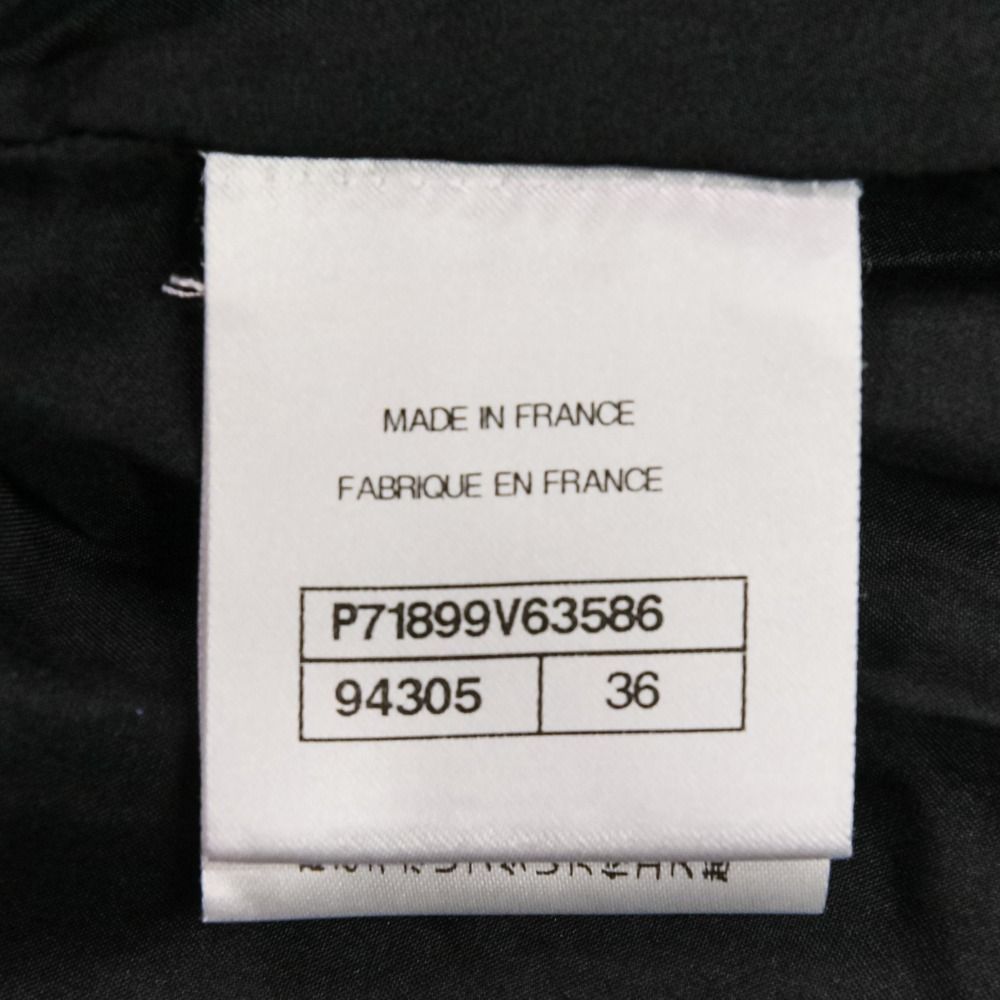 MADE IN FRANCE
FABRIQUE EN FRANCE
P71899V63586
94305 36